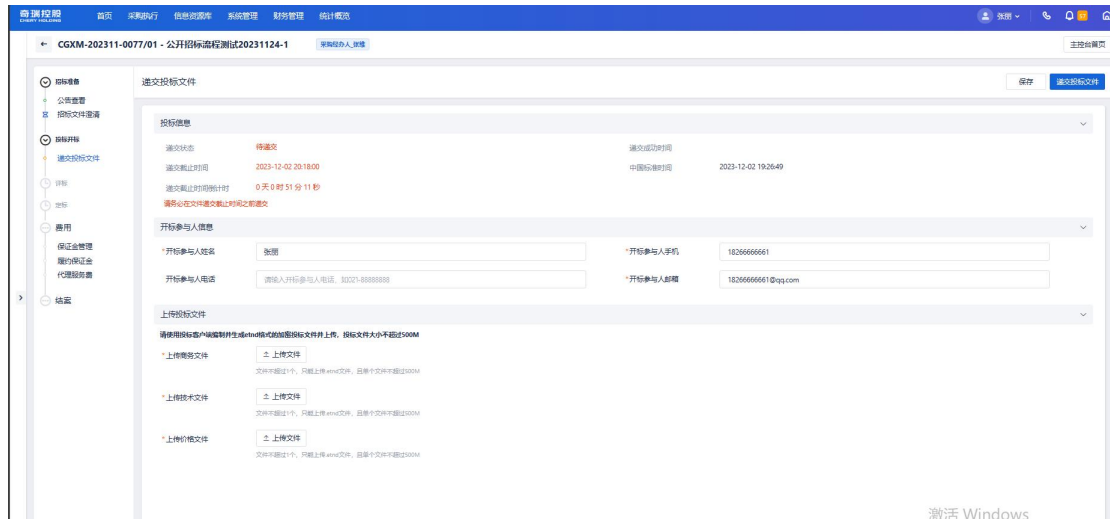 奇瑞控股 首页 采购执行 信息资源库 系统管理 财务管理 统计概览 张丽
CHERY HOLDING
CGXM-202311-0077/01 - 公开招标流程测试20231124-1 主控台首页
招标准备 递交投标文件 保存 递交投标文件
公告查看
招标文件澄清 投标信息
投标开标 递交状态 待递交 递交成功时间
递交投标文件 递交截止时间 2023-12-02 20:18:00 中国标准时间 2023-12-02 19:26:49
评标 递交截止时间倒计时 0 天 0 时 51 分 11 秒
定标 请务必在文件递交截止时间之前递交
费用 开标参与人信息
保证金管理 *开标参与人姓名 张丽 *开标参与人手机 18266666661
履约保证金
代理服务费 开标参与人电话 请输入开标参与人电话, 如021-88888888 *开标参与人邮箱 18266666661@qq.com
结案
上传投标文件
请使用投标客户端编制并生成etnd格式的加密投标文件并上传，投标文件大小不超过500M
*上传商务文件 上传文件
文件不超过1个，只能上传.etnd文件，且单个文件不超过500M
*上传技术文件 上传文件
文件不超过1个，只能上传.etnd文件，且单个文件不超过500M
*上传价格文件 上传文件
文件不超过1个，只能上传.etnd文件，且单个文件不超过500M
激活 Windows